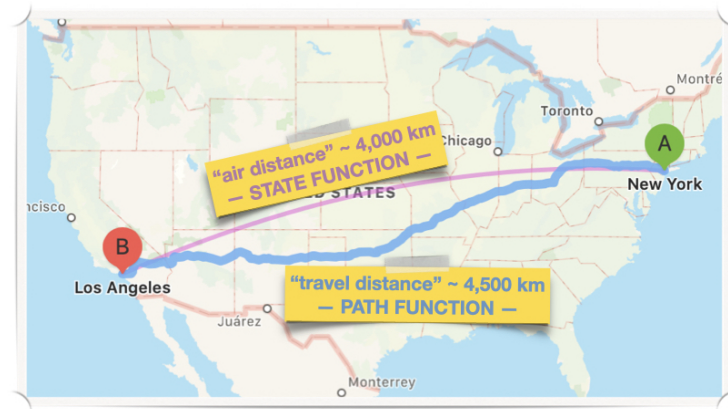 Montré
Toronto
A
Chicago
“air distance” ~ 4,000 km
— STATE FUNCTION —
D STATES
New York
ncisco
B
Los Angeles
“travel distance” ~ 4,500 km
— PATH FUNCTION —
Juárez
Monterrey